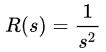 R(s) = 1/s²